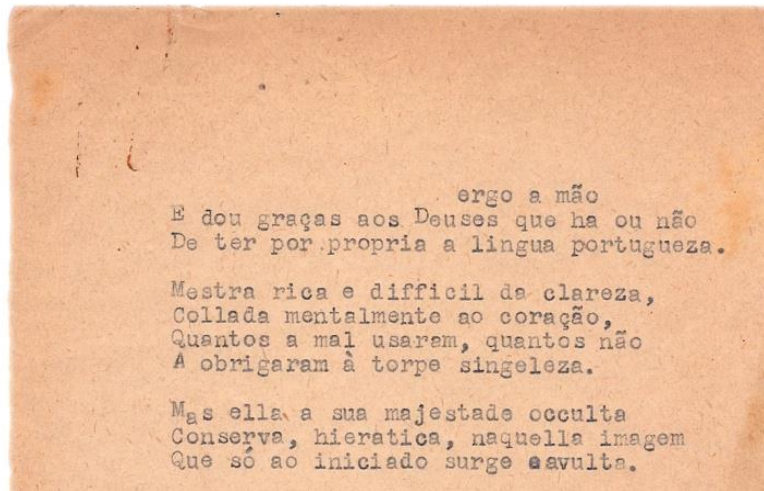 ergo a mão
E dou graças aos Deuses que ha ou não
De ter por propria a lingua portugueza.
Mestra rica e difficil da clareza,
Collada mentalmente ao coração,
Quantos a mal usaram, quantos não
A obrigaram à torpe singeleza.
Mas ella a sua majestade occulta
Conserva, hieratica, naquella imagem
Que só ao iniciado surge eavulta.